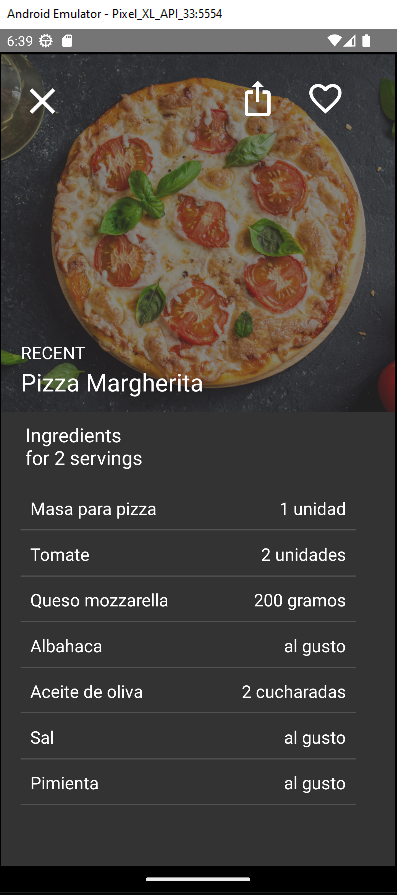 Android Emulator - Pixel_XL_API_33:5554
6:39
RECENT
Pizza Margherita
Ingredients
for 2 servings
Masa para pizza 1 unidad
Tomate 2 unidades
Queso mozzarella 200 gramos
Albahaca al gusto
Aceite de oliva 2 cucharadas
Sal al gusto
Pimienta al gusto